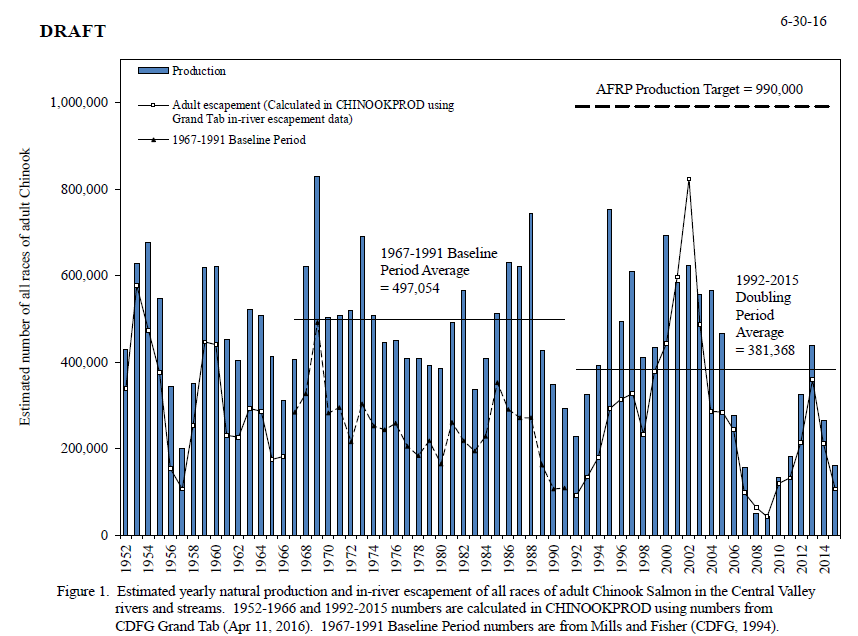 DRAFT
6-30-16
Production
Adult escapement (Calculated in CHINOOKPROD using
Grand Tab in-river escapement data)
1967-1991 Baseline Period
AFRP Production Target = 990,000
1967-1991 Baseline
Period Average
= 497,054
1992-2015
Doubling
Period
Average
= 381,368
Estimated number of all races of adult Chinook
1,000,000
800,000
600,000
400,000
200,000
0
1952
1954
1956
1958
1960
1962
1964
1966
1968
1970
1972
1974
1976
1978
1980
1982
1984
1986
1988
1990
1992
1994
1996
1998
2000
2002
2004
2006
2008
2010
2012
2014
Figure 1.  Estimated yearly natural production and in-river escapement of all races of adult Chinook Salmon in the Central Valley
rivers and streams.  1952-1966 and 1992-2015 numbers are calculated in CHINOOKPROD using numbers from
CDFG Grand Tab (Apr 11, 2016).  1967-1991 Baseline Period numbers are from Mills and Fisher (CDFG, 1994).